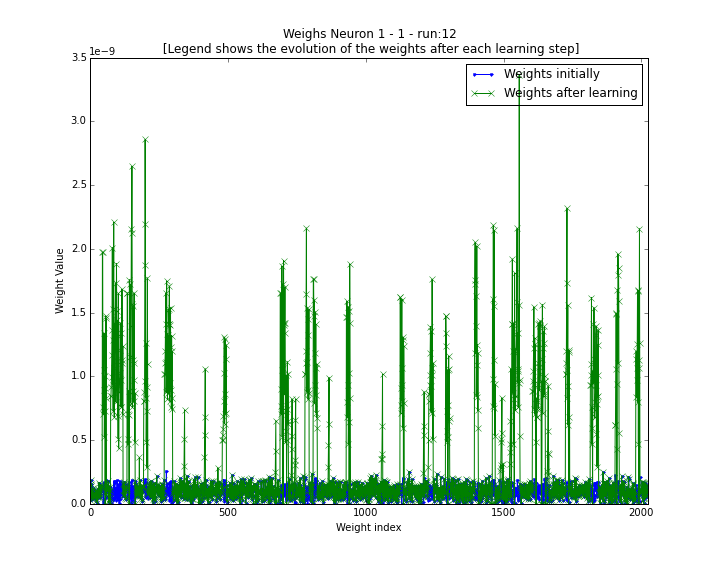 Weighs Neuron 1 - 1 - run:12
[Legend shows the evolution of the weights after each learning step]
1e−9
3.5
3.0
2.5
2.0
1.5
1.0
0.5
0.0
Weight Value
Weights initially
Weights after learning
0
500
1000
1500
2000
Weight index